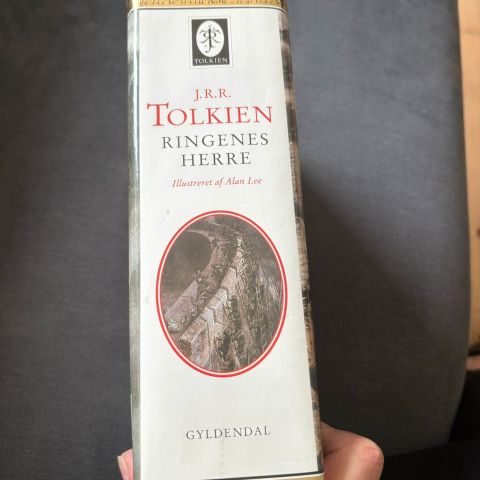 TOLKIEN
J.R.R.
TOLKIEN
RINGENES
HERRE
Illustreret af Alan Lee
GYLDENDAL